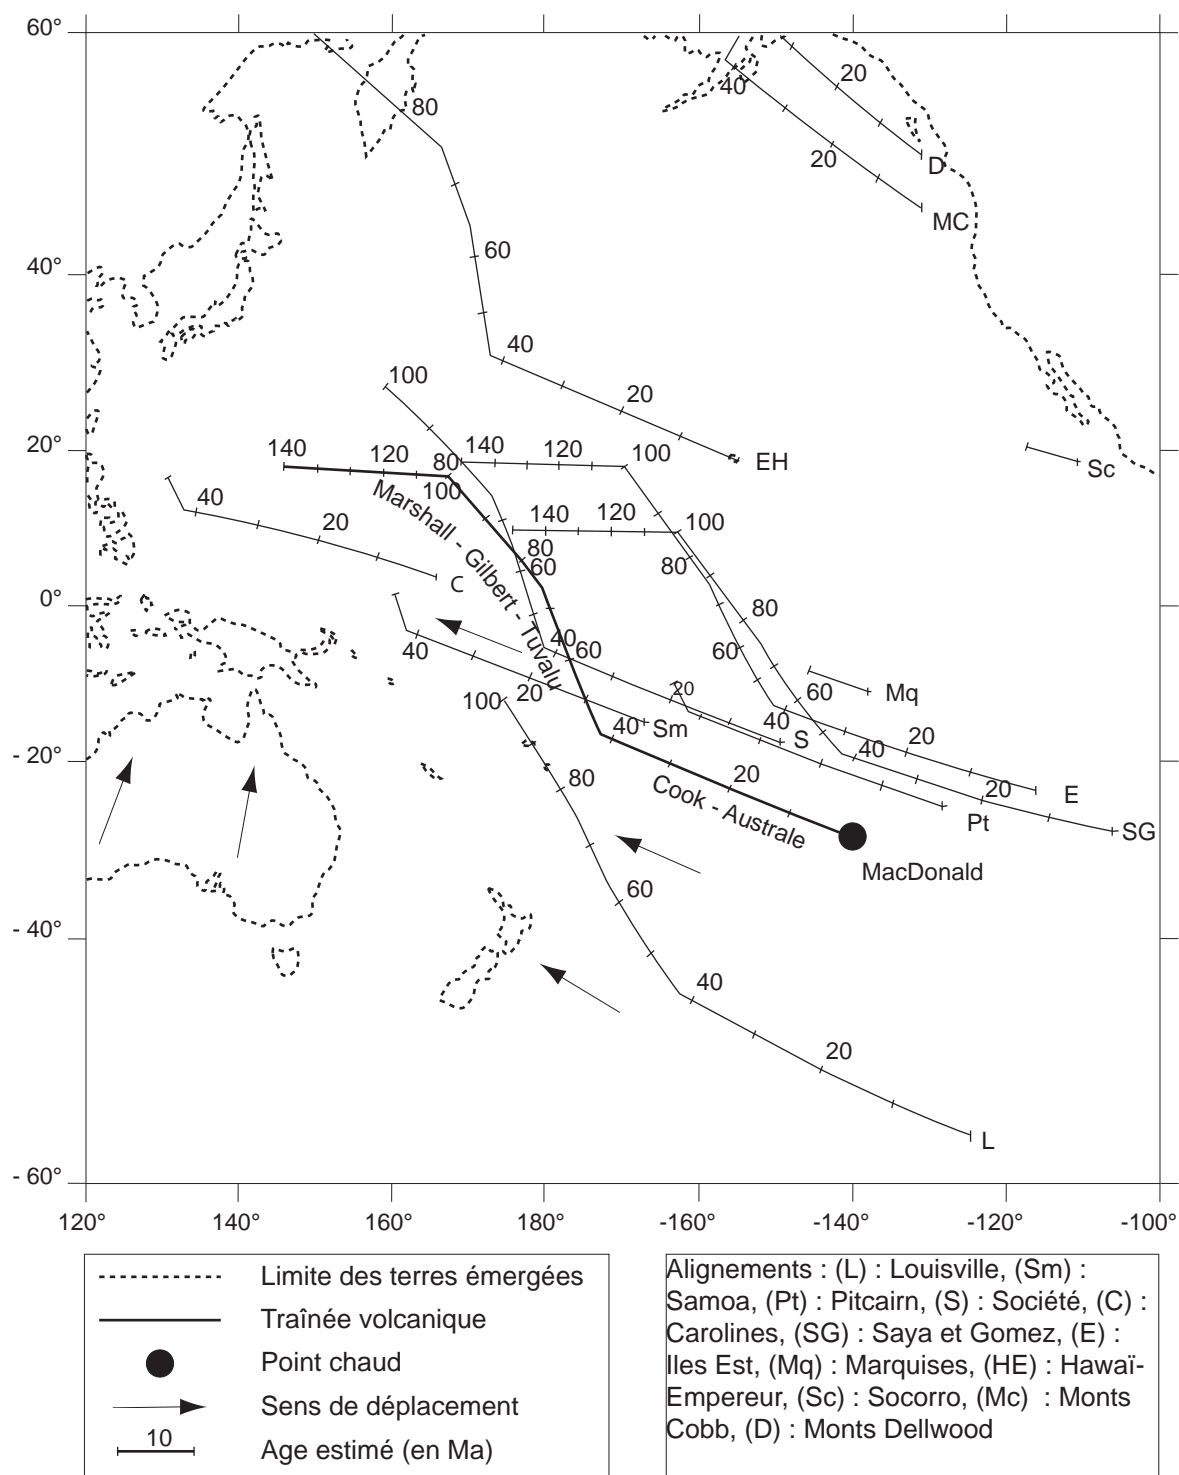 60°
80
20
40
D
20
MC
60
40°
40
100
20
20°
140
120
80
140
120
100
EH
Sc
100
140
120
100
40
20
80
80
60
C
80
0°
Marshall - Gilbert - Tuvalu
40
60
60
40
20
20
60
Mq
100
Sm
S
40
20
40
40
- 20°
80
20
20
E
Cook - Australe
Pt
SG
MacDonald
60
- 40°
40
20
L
- 60°
120°
140°
160°
180°
-160°
-140°
-120°
-100°
Limite des terres émergées
Traînée volcanique
Point chaud
Sens de déplacement
10
Age estimé (en Ma)
Alignements : (L) : Louisville, (Sm) :
Samoa, (Pt) : Pitcairn, (S) : Société, (C) :
Carolines, (SG) : Saya et Gomez, (E) :
Iles Est, (Mq) : Marquises, (HE) : Hawaï-
Empereur, (Sc) : Socorro, (Mc) : Monts
Cobb, (D) : Monts Dellwood